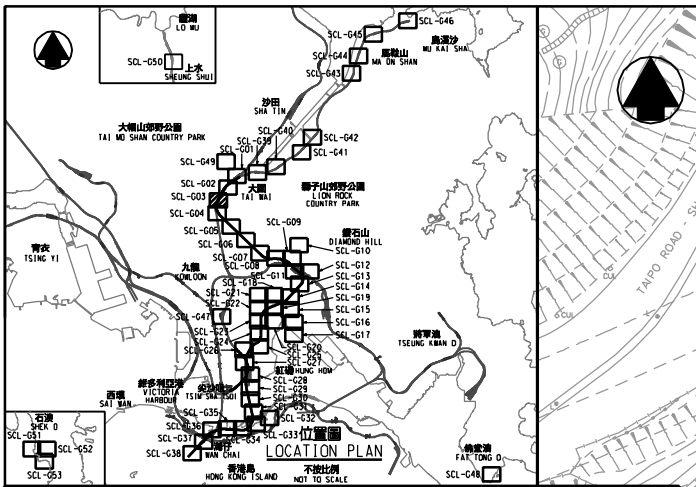 羅湖
LO WU
SCL-G50
上水
SHEUNG SHUI
SCL-G46
SCL-G45
烏溪沙
WU KAI SHA
SCL-G44
馬鞍山
MA ON SHAN
SCL-G43
沙田
SHA TIN
SCL-G40
SCL-G39
SCL-G01
SCL-G42
SCL-G41
大帽山郊野公園
TAI MO SHAN COUNTRY PARK
SCL-G49
SCL-G02
SCL-G03
SCL-G04
大圍
TAI WAI
獅子山郊野公園
LION ROCK
COUNTRY PARK
SCL-G05
SCL-G06
SCL-G07
SCL-G08
SCL-G09
鑽石山
DIAMOND HILL
SCL-G10
SCL-G11
SCL-G12
SCL-G13
SCL-G14
SCL-G19
SCL-G15
SCL-G16
SCL-G17
SCL-G18
SCL-G21
SCL-G22
SCL-G47
SCL-G23
SCL-G24
SCL-G26
SCL-G20
SCL-G25
SCL-G27
青衣
TSING YI
九龍
KOWLOON
紅磡
HUNG HOM
SCL-G28
SCL-G29
SCL-G30
SCL-G31
SCL-G32
SCL-G33
SCL-G34
SCL-G35
SCL-G36
SCL-G37
SCL-G38
將軍澳
TSEUNG KWAN O
西環
SAI WAN
維多利亞港
VICTORIA
HARBOUR
尖沙咀
TSIM SHA TSUI
灣仔
WAN CHAI
香港島
HONG KONG ISLAND
石澳
SHEK O
SCL-G51
SCL-G52
SCL-G53
佛堂澳
FAT TONG O
SCL-G48
位置圖
LOCATION PLAN
不按比例
NOT TO SCALE
TAIPO ROAD - SH
CUI
CUI